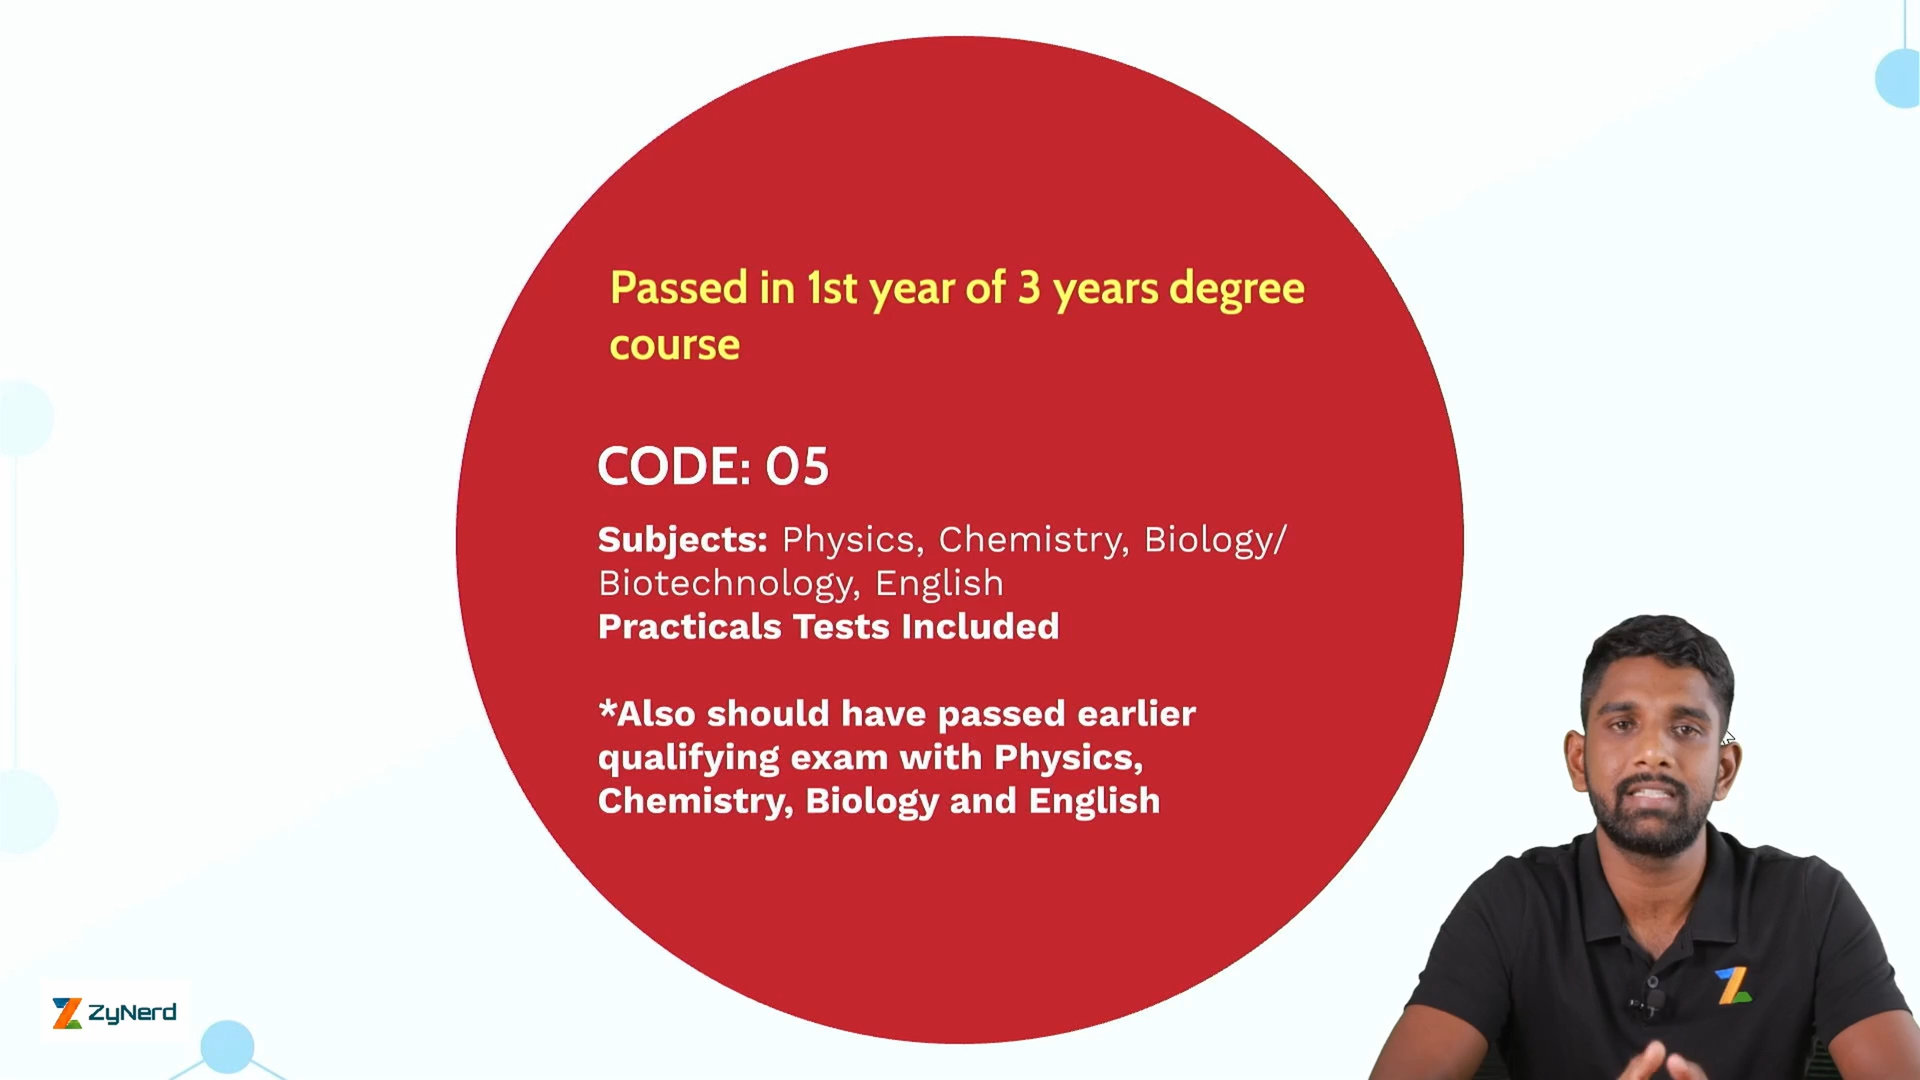 Passed in 1st year of 3 years degree
course
CODE: 05
Subjects: Physics, Chemistry, Biology/
Biotechnology, English
Practicals Tests Included
*Also should have passed earlier
qualifying exam with Physics,
Chemistry, Biology and English
ZyNerd